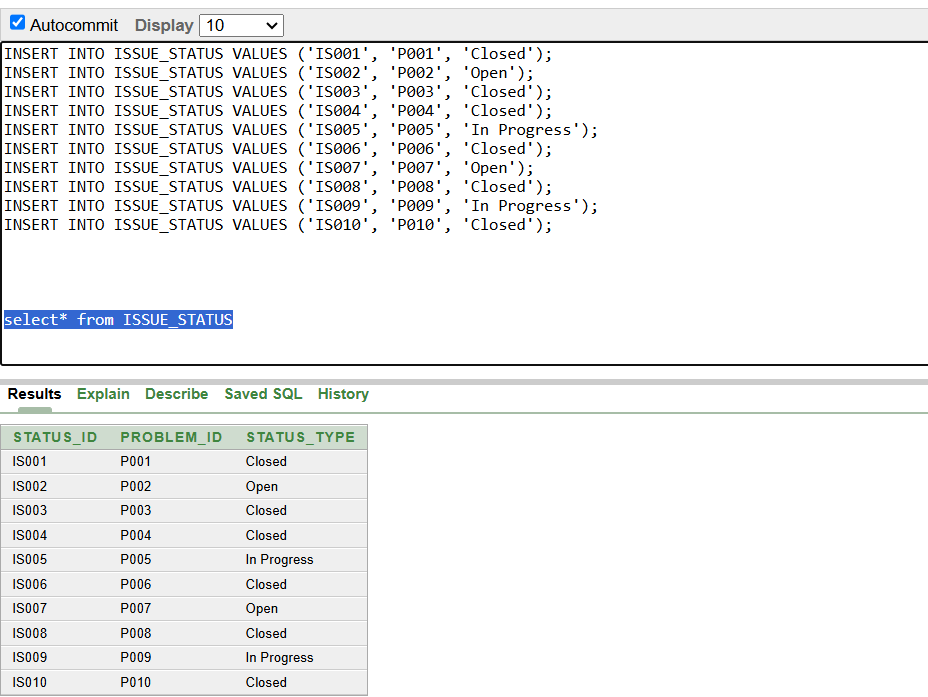 Autocommit Display 10
INSERT INTO ISSUE_STATUS VALUES ('IS001', 'P001', 'Closed');
INSERT INTO ISSUE_STATUS VALUES ('IS002', 'P002', 'Open');
INSERT INTO ISSUE_STATUS VALUES ('IS003', 'P003', 'Closed');
INSERT INTO ISSUE_STATUS VALUES ('IS004', 'P004', 'Closed');
INSERT INTO ISSUE_STATUS VALUES ('IS005', 'P005', 'In Progress');
INSERT INTO ISSUE_STATUS VALUES ('IS006', 'P006', 'Closed');
INSERT INTO ISSUE_STATUS VALUES ('IS007', 'P007', 'Open');
INSERT INTO ISSUE_STATUS VALUES ('IS008', 'P008', 'Closed');
INSERT INTO ISSUE_STATUS VALUES ('IS009', 'P009', 'In Progress');
INSERT INTO ISSUE_STATUS VALUES ('IS010', 'P010', 'Closed');
select* from ISSUE_STATUS
Results Explain Describe Saved SQL History
STATUS_ID PROBLEM_ID STATUS_TYPE
IS001 P001 Closed
IS002 P002 Open
IS003 P003 Closed
IS004 P004 Closed
IS005 P005 In Progress
IS006 P006 Closed
IS007 P007 Open
IS008 P008 Closed
IS009 P009 In Progress
IS010 P010 Closed